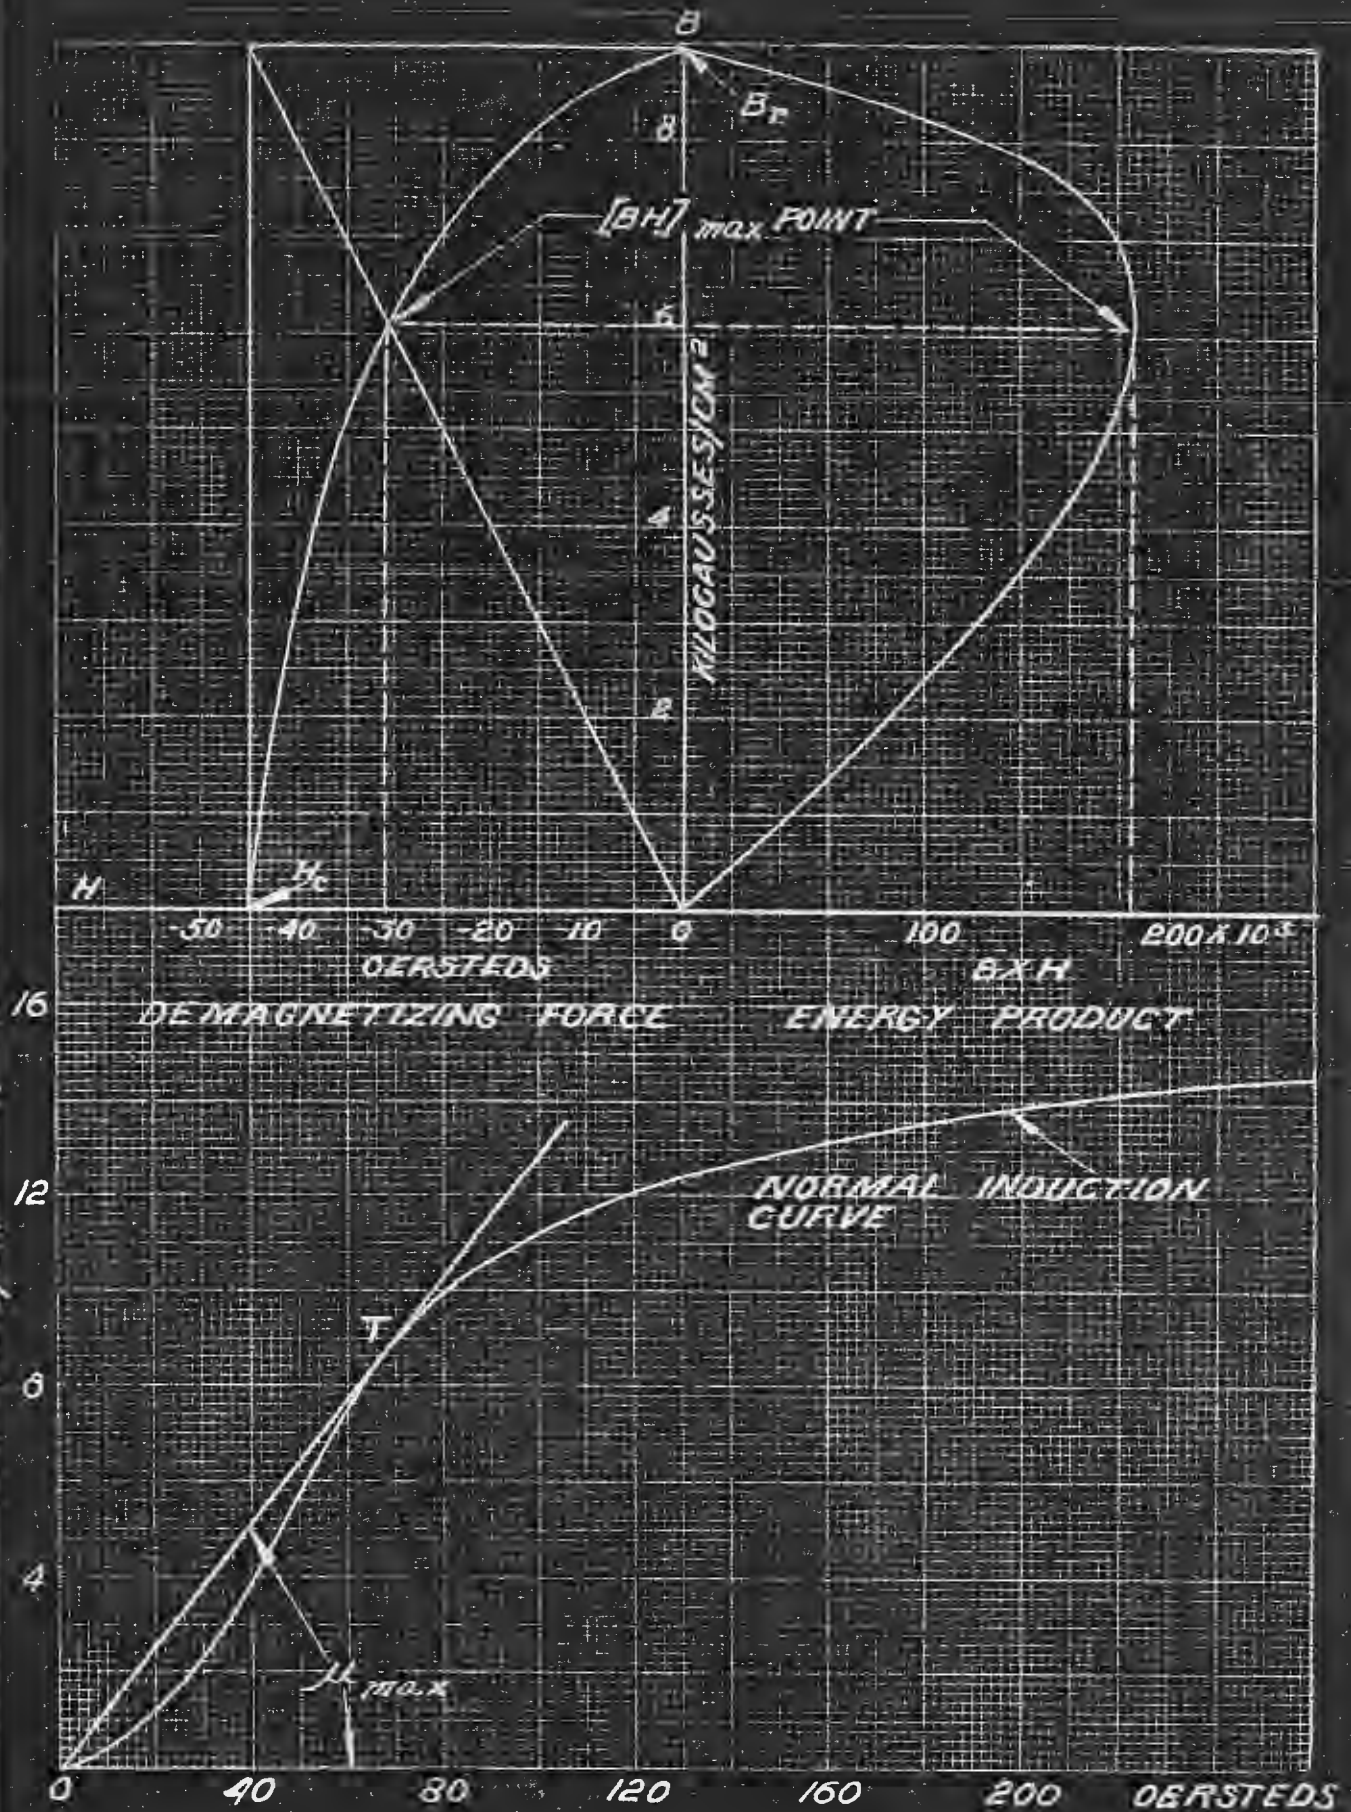 B
Br
8
[BH] max POINT
6
KILOGAUSSES/CM²
4
2
H
Hc
-50 -40 -30 -20 10 0 100 200 X 10³
OERSTEDS B X H
DEMAGNETIZING FORCE ENERGY PRODUCT
16
12
NORMAL INDUCTION
CURVE
T
8
4
μ max
0 40 80 120 160 200 OERSTEDS